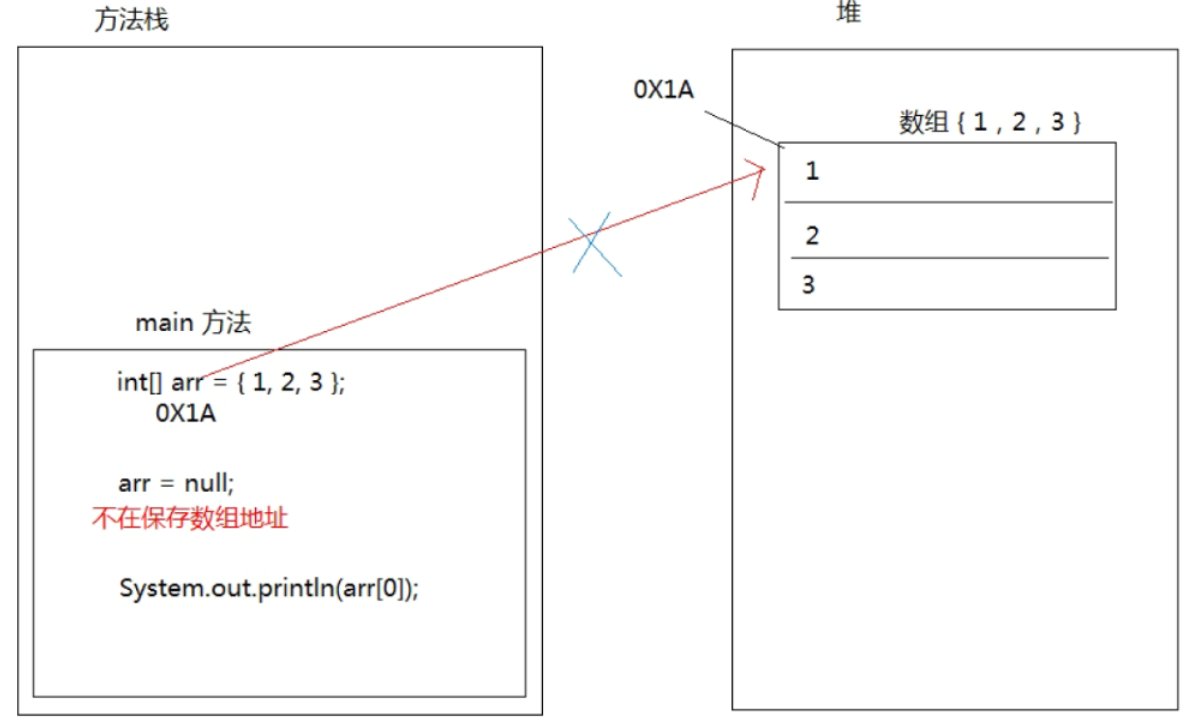 方法栈
main 方法
int[] arr = { 1, 2, 3 };
0X1A
arr = null;
不在保存数组地址
System.out.println(arr[0]);
堆
0X1A
数组 { 1 , 2 , 3 }
1
2
3